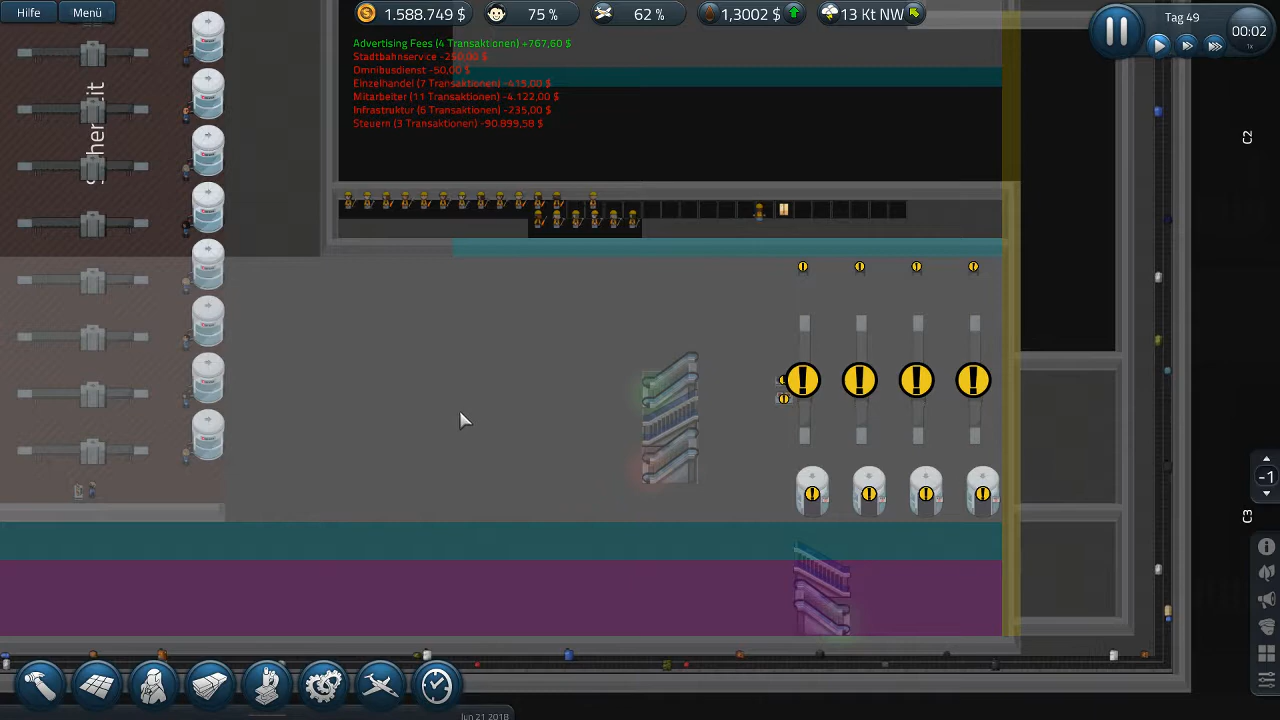 Hilfe
Menü
1.588.749 $
75 %
62 %
1,3002 $
13 Kt NW
Tag 49
00:02
1x
Advertising Fees (4 Transaktionen) +767,60 $
Stadtbahnservice -250,00 $
Omnibusdienst -50,00 $
Einzelhandel (7 Transaktionen) -415,00 $
Mitarbeiter (11 Transaktionen) -4.122,00 $
Infrastruktur (6 Transaktionen) -235,00 $
Steuern (3 Transaktionen) -90.899,58 $
C2
-1
C3
Jun 21 2018